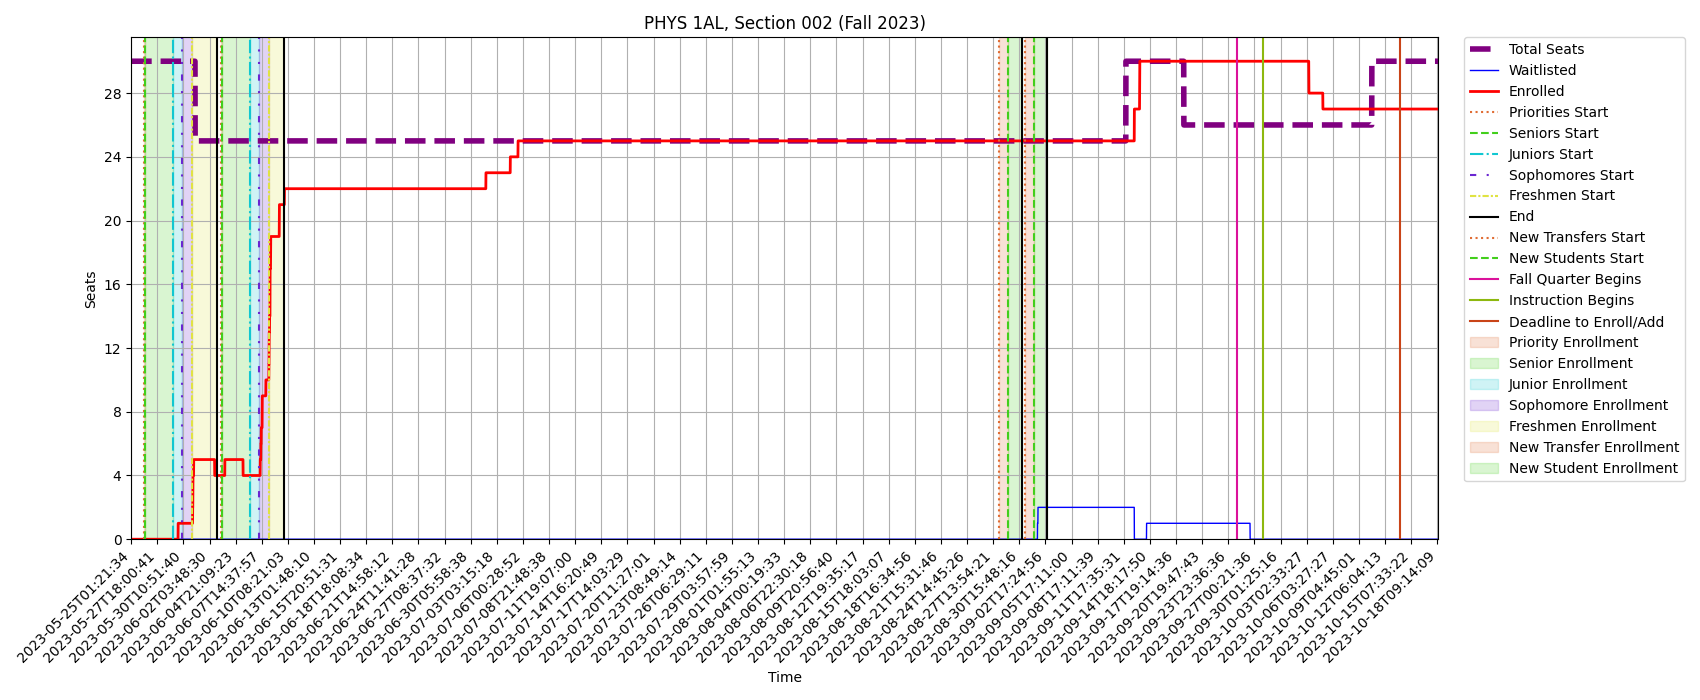 PHYS 1AL, Section 002 (Fall 2023)
Seats
28
24
20
16
12
8
4
0
2023-05-25T01:21:34
2023-05-27T18:00:41
2023-05-30T10:51:40
2023-06-02T03:48:30
2023-06-04T21:09:23
2023-06-07T14:37:57
2023-06-10T08:21:03
2023-06-13T01:48:10
2023-06-15T20:51:31
2023-06-18T18:08:34
2023-06-21T14:58:12
2023-06-24T11:41:28
2023-06-27T08:37:32
2023-06-30T05:58:38
2023-07-03T03:15:18
2023-07-06T00:28:52
2023-07-08T21:48:38
2023-07-11T19:07:00
2023-07-14T16:20:49
2023-07-17T14:03:29
2023-07-20T11:27:01
2023-07-23T08:49:14
2023-07-26T06:29:11
2023-07-29T03:57:59
2023-08-01T01:55:13
2023-08-04T00:19:33
2023-08-06T22:30:18
2023-08-09T20:56:40
2023-08-12T19:35:17
2023-08-15T18:03:07
2023-08-18T16:34:56
2023-08-21T15:31:46
2023-08-24T14:45:26
2023-08-27T13:54:21
2023-08-30T15:48:16
2023-09-02T17:24:56
2023-09-05T17:11:00
2023-09-08T17:11:39
2023-09-11T17:35:31
2023-09-14T18:17:50
2023-09-17T19:14:36
2023-09-20T19:47:43
2023-09-23T23:36:36
2023-09-27T00:21:36
2023-09-30T01:25:16
2023-10-03T02:33:27
2023-10-06T03:27:27
2023-10-09T04:45:01
2023-10-12T06:04:13
2023-10-15T07:33:22
2023-10-18T09:14:09
Time
Total Seats
Waitlisted
Enrolled
Priorities Start
Seniors Start
Juniors Start
Sophomores Start
Freshmen Start
End
New Transfers Start
New Students Start
Fall Quarter Begins
Instruction Begins
Deadline to Enroll/Add
Priority Enrollment
Senior Enrollment
Junior Enrollment
Sophomore Enrollment
Freshmen Enrollment
New Transfer Enrollment
New Student Enrollment